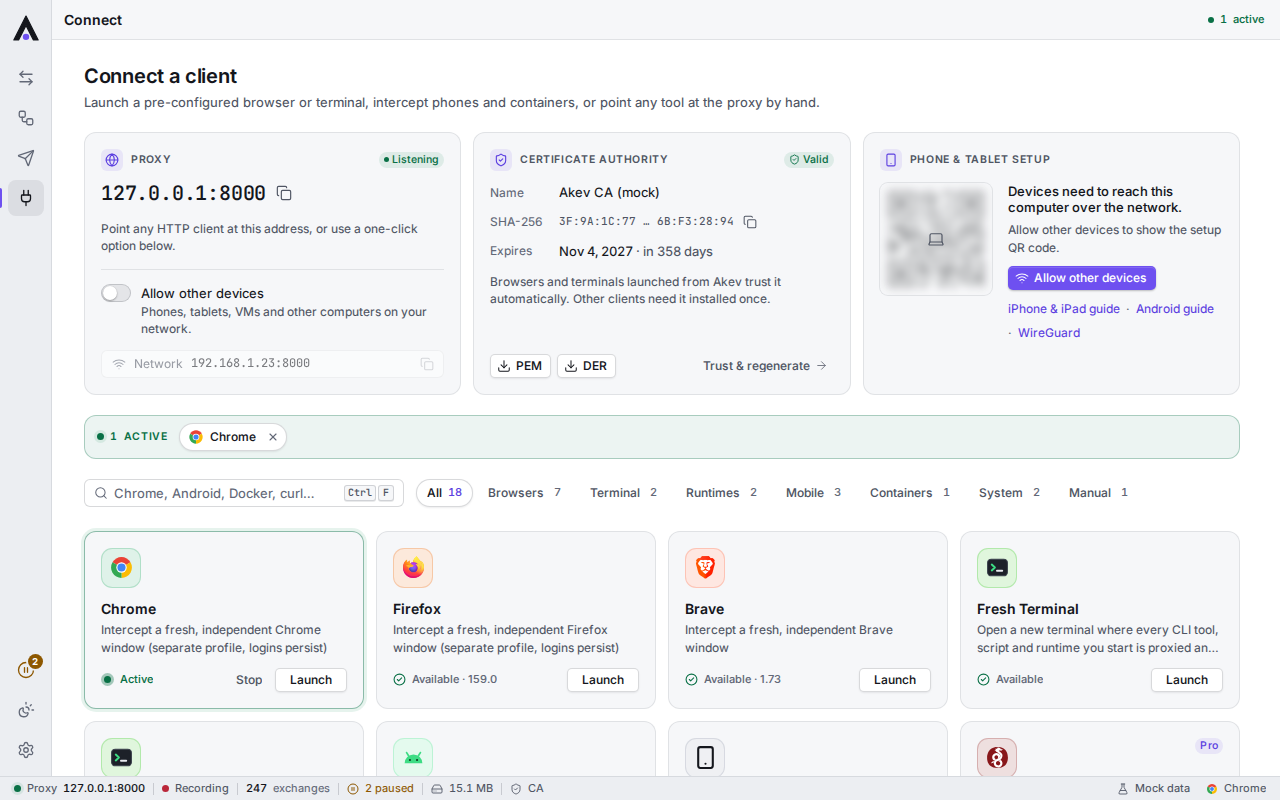 Connect
1 active
Connect a client
Launch a pre-configured browser or terminal, intercept phones and containers, or point any tool at the proxy by hand.
PROXY
Listening
127.0.0.1:8000
Point any HTTP client at this address, or use a one-click
option below.
Allow other devices
Phones, tablets, VMs and other computers on your
network.
Network 192.168.1.23:8000
CERTIFICATE AUTHORITY
Valid
Name Akev CA (mock)
SHA-256 3F:9A:1C:77 … 6B:F3:28:94
Expires Nov 4, 2027 · in 358 days
Browsers and terminals launched from Akev trust it
automatically. Other clients need it installed once.
PEM DER Trust & regenerate
PHONE & TABLET SETUP
Devices need to reach this
computer over the network.
Allow other devices to show the setup
QR code.
Allow other devices
iPhone & iPad guide · Android guide
· WireGuard
1 ACTIVE Chrome
Chrome, Android, Docker, curl... Ctrl F
All 18 Browsers 7 Terminal 2 Runtimes 2 Mobile 3 Containers 1 System 2 Manual 1
Chrome
Intercept a fresh, independent Chrome
window (separate profile, logins persist)
Active Stop Launch
Firefox
Intercept a fresh, independent Firefox
window (separate profile, logins persist)
Available · 159.0 Launch
Brave
Intercept a fresh, independent Brave
window
Available · 1.73 Launch
Fresh Terminal
Open a new terminal where every CLI tool,
script and runtime you start is proxied an...
Available Launch
Pro
2
Proxy 127.0.0.1:8000 Recording 247 exchanges 2 paused 15.1 MB CA Mock data Chrome